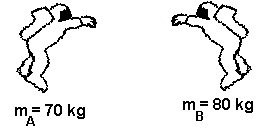 m_A = 70 kg
m_B = 80 kg